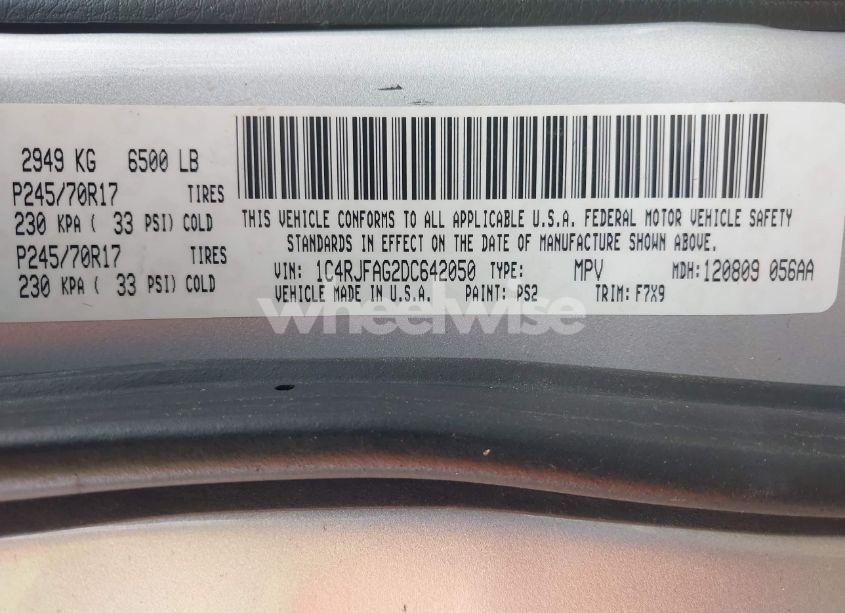 2949 KG 6500 LB
P245/70R17 TIRES
230 KPA ( 33 PSI) COLD
P245/70R17 TIRES
230 KPA ( 33 PSI) COLD
THIS VEHICLE CONFORMS TO ALL APPLICABLE U.S.A. FEDERAL MOTOR VEHICLE SAFETY
STANDARDS IN EFFECT ON THE DATE OF MANUFACTURE SHOWN ABOVE.
VIN: 1C4RJFAG2DC642050 TYPE: MPV MDH:120809 056AA
VEHICLE MADE IN U.S.A. PAINT: PS2 TRIM: F7X9
wheelwise